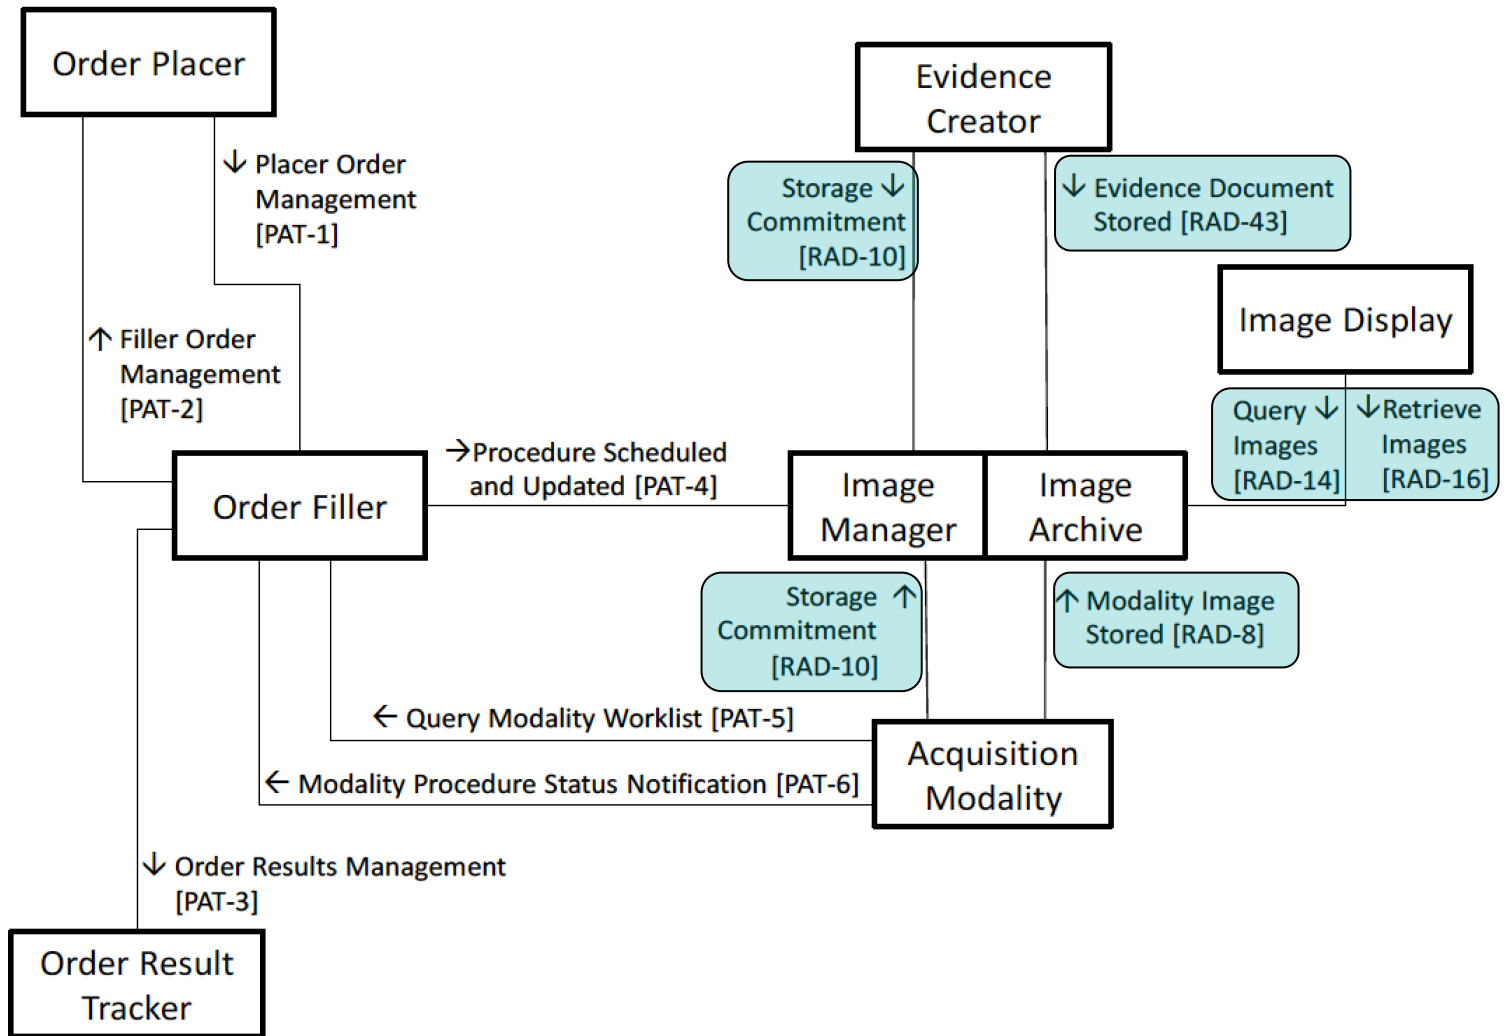 Order Placer
Evidence
Creator
↓ Placer Order
Management
[PAT-1]
Storage ↓
Commitment
[RAD-10]
↓ Evidence Document
Stored [RAD-43]
Image Display
↑ Filler Order
Management
[PAT-2]
Query ↓
Images
[RAD-14]
↓Retrieve
Images
[RAD-16]
→Procedure Scheduled
and Updated [PAT-4]
Order Filler
Image
Manager
Image
Archive
Storage ↑
Commitment
[RAD-10]
↑ Modality Image
Stored [RAD-8]
← Query Modality Worklist [PAT-5]
← Modality Procedure Status Notification [PAT-6]
Acquisition
Modality
↓ Order Results Management
[PAT-3]
Order Result
Tracker